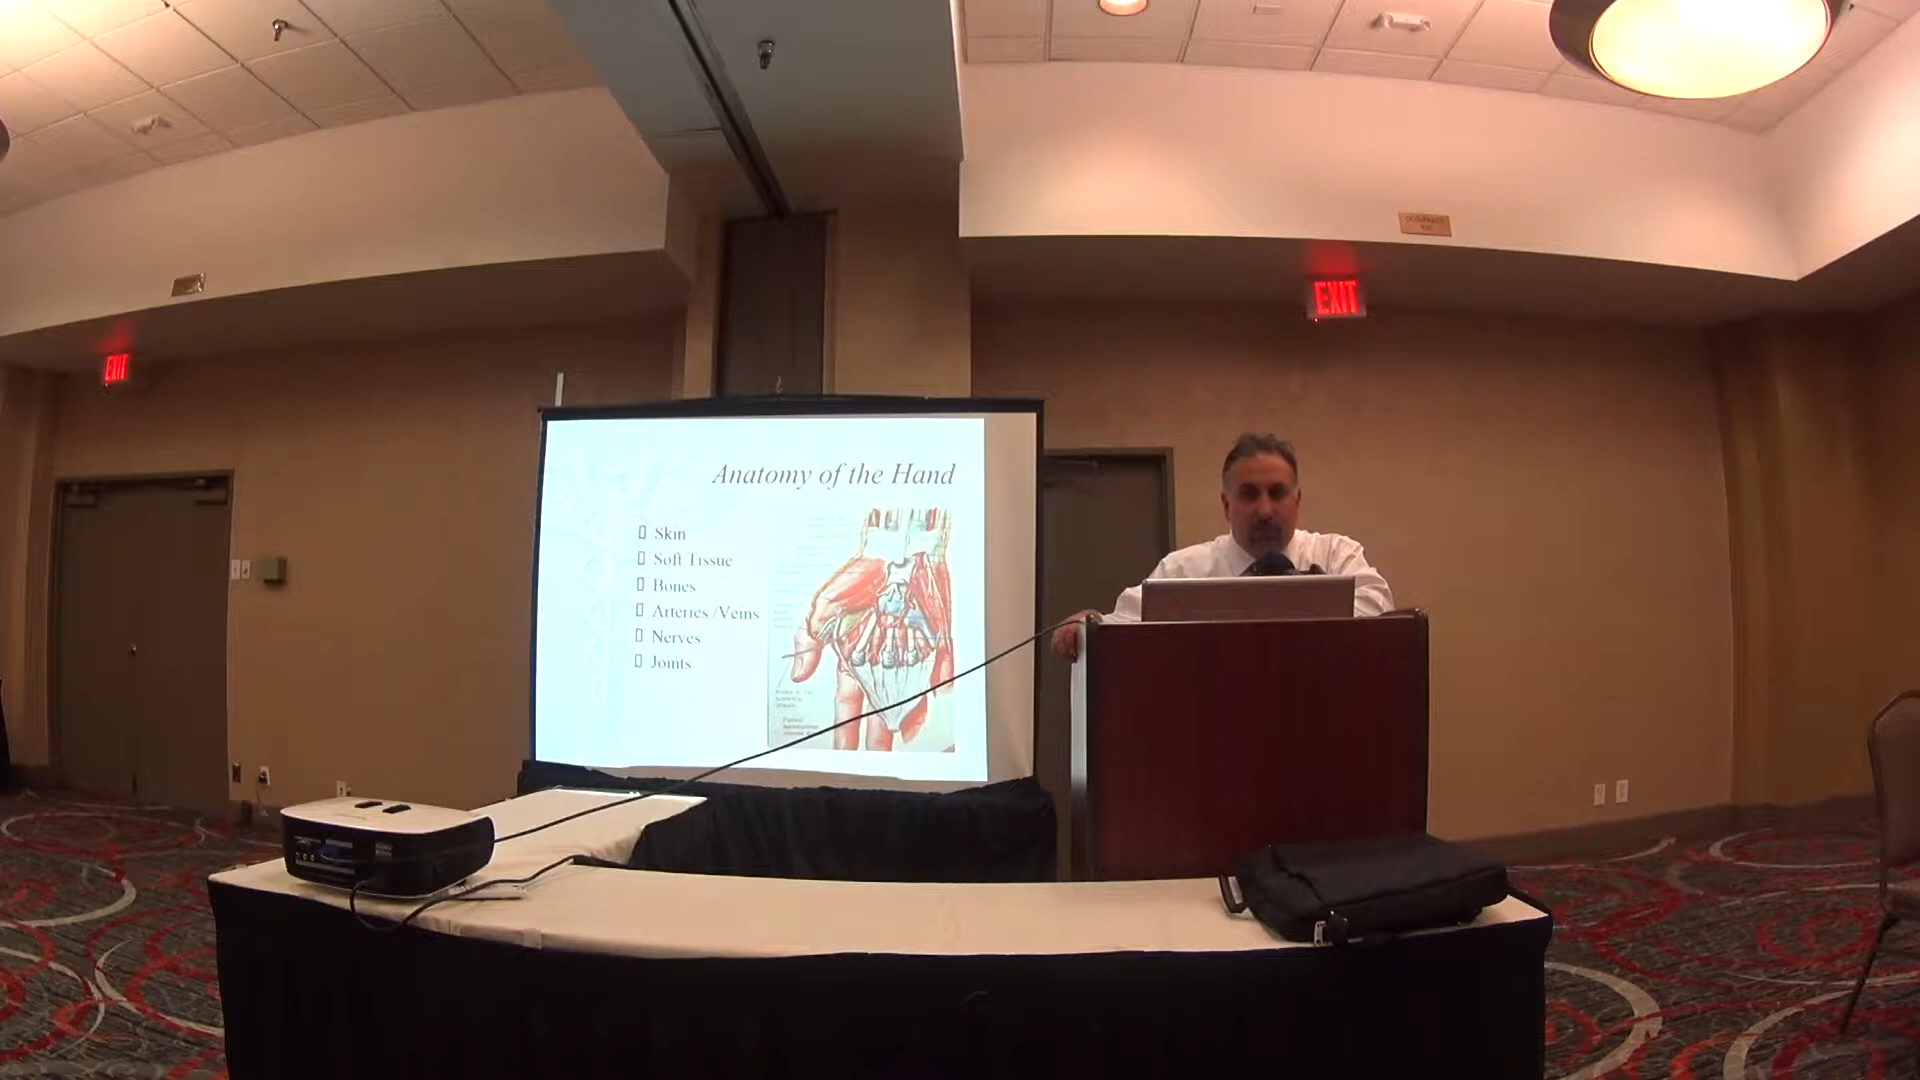 EXIT
EXIT
Anatomy of the Hand
Skin
Soft Tissue
Bones
Arteries /Veins
Nerves
Joints